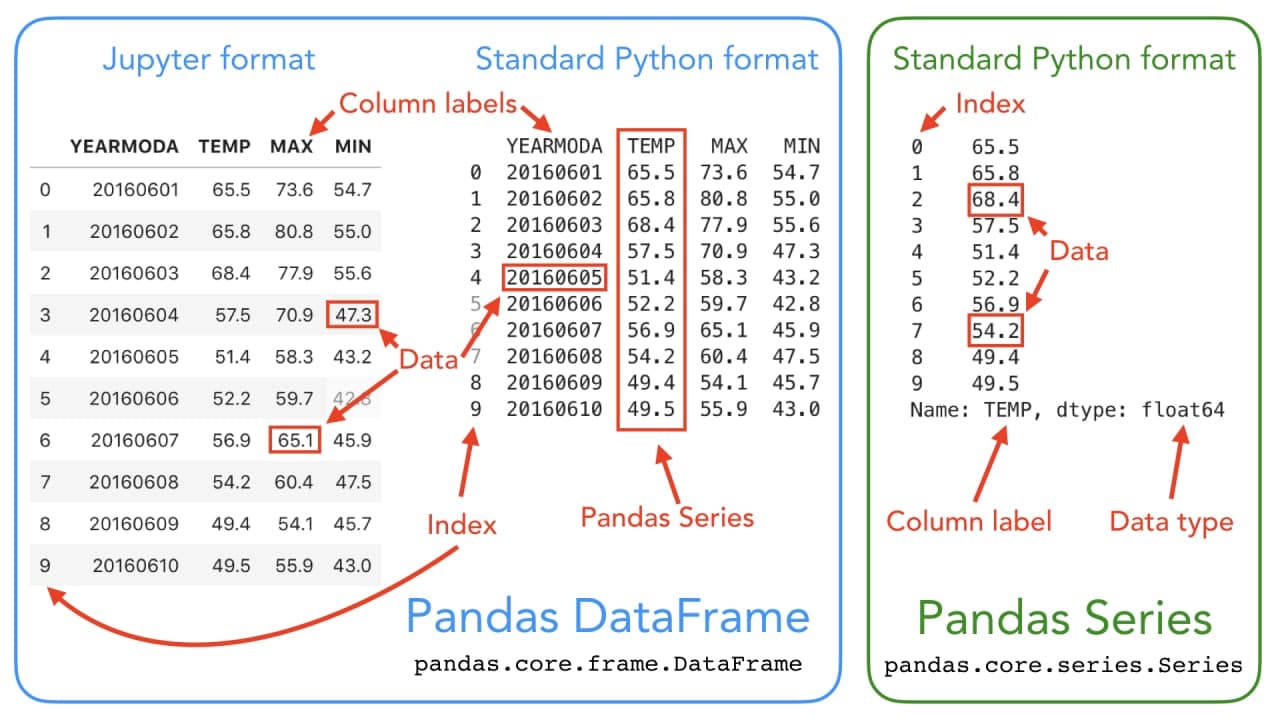 Jupyter format
Standard Python format
Column labels
YEARMODA TEMP MAX MIN
0 20160601 65.5 73.6 54.7
1 20160602 65.8 80.8 55.0
2 20160603 68.4 77.9 55.6
3 20160604 57.5 70.9 47.3
4 20160605 51.4 58.3 43.2
5 20160606 52.2 59.7 42.8
6 20160607 56.9 65.1 45.9
7 20160608 54.2 60.4 47.5
8 20160609 49.4 54.1 45.7
9 20160610 49.5 55.9 43.0
Data
YEARMODA TEMP MAX MIN
0 20160601 65.5 73.6 54.7
1 20160602 65.8 80.8 55.0
2 20160603 68.4 77.9 55.6
3 20160604 57.5 70.9 47.3
4 20160605 51.4 58.3 43.2
5 20160606 52.2 59.7 42.8
6 20160607 56.9 65.1 45.9
7 20160608 54.2 60.4 47.5
8 20160609 49.4 54.1 45.7
9 20160610 49.5 55.9 43.0
Index
Pandas Series
Pandas DataFrame
pandas.core.frame.DataFrame
Standard Python format
Index
0 65.5
1 65.8
2 68.4
3 57.5
4 51.4
5 52.2
6 56.9
7 54.2
8 49.4
9 49.5
Data
Name: TEMP, dtype: float64
Column label
Data type
Pandas Series
pandas.core.series.Series